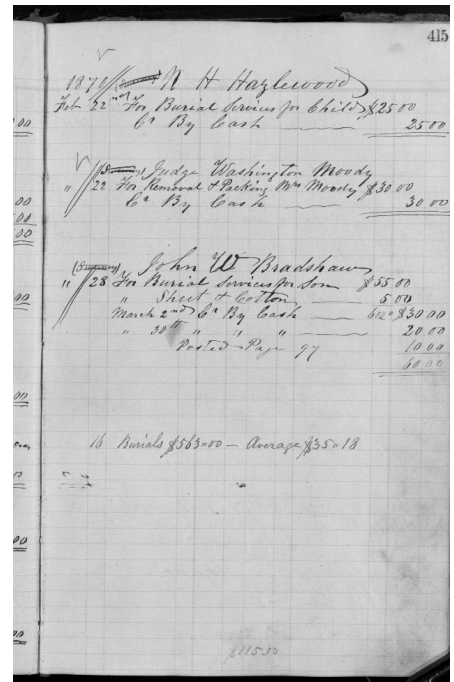 415
1870 N H Hazlewood
Feb 22nd For Burial Services for Child $25 00
Cr By Cash 25 00
Judge Washington Moody
" 22 For Removal & Packing Mrs Moody $30 00
Cr By Cash 30 00
John W Bradshaw
" 28 For Burial Services for Son $55 00
" Sheet & Cotton 5 00
March 2nd Cr By Cash 60 00 $30 00
" 30th " " " 20 00
Posted Page 97 10 00
60 00
16 Burials $563 " 00 – Average $35 " 18
$115.00